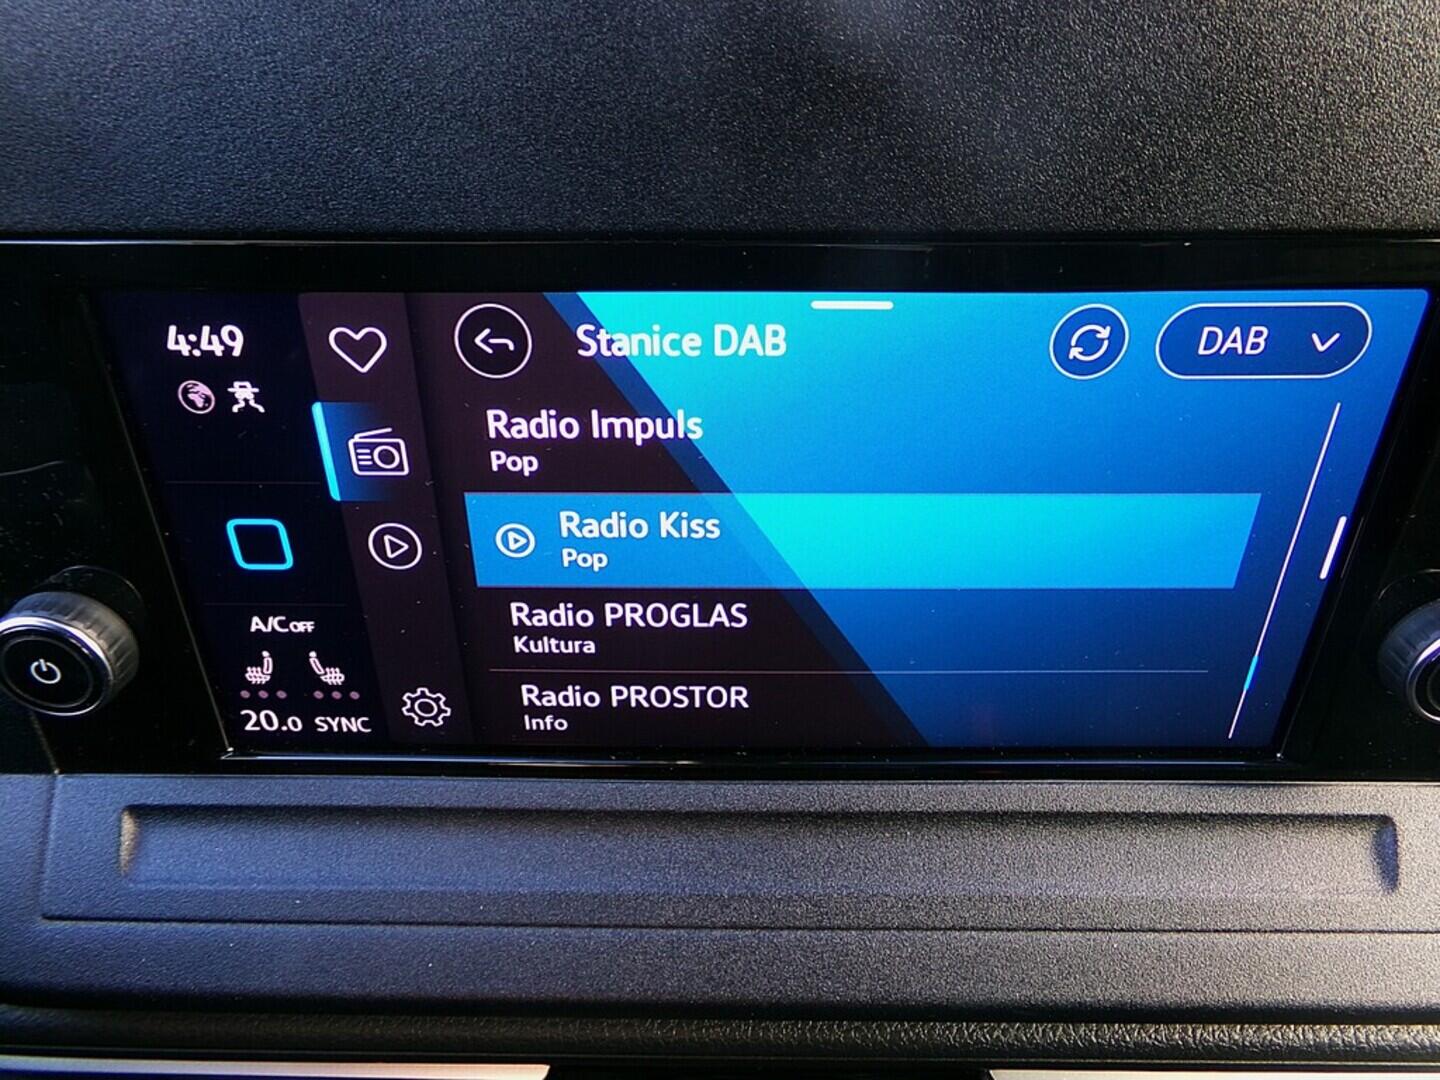 4:49
Stanice DAB
DAB
Radio Impuls
Pop
Radio Kiss
Pop
Radio PROGLAS
Kultura
Radio PROSTOR
Info
A/C OFF
20.0 SYNC